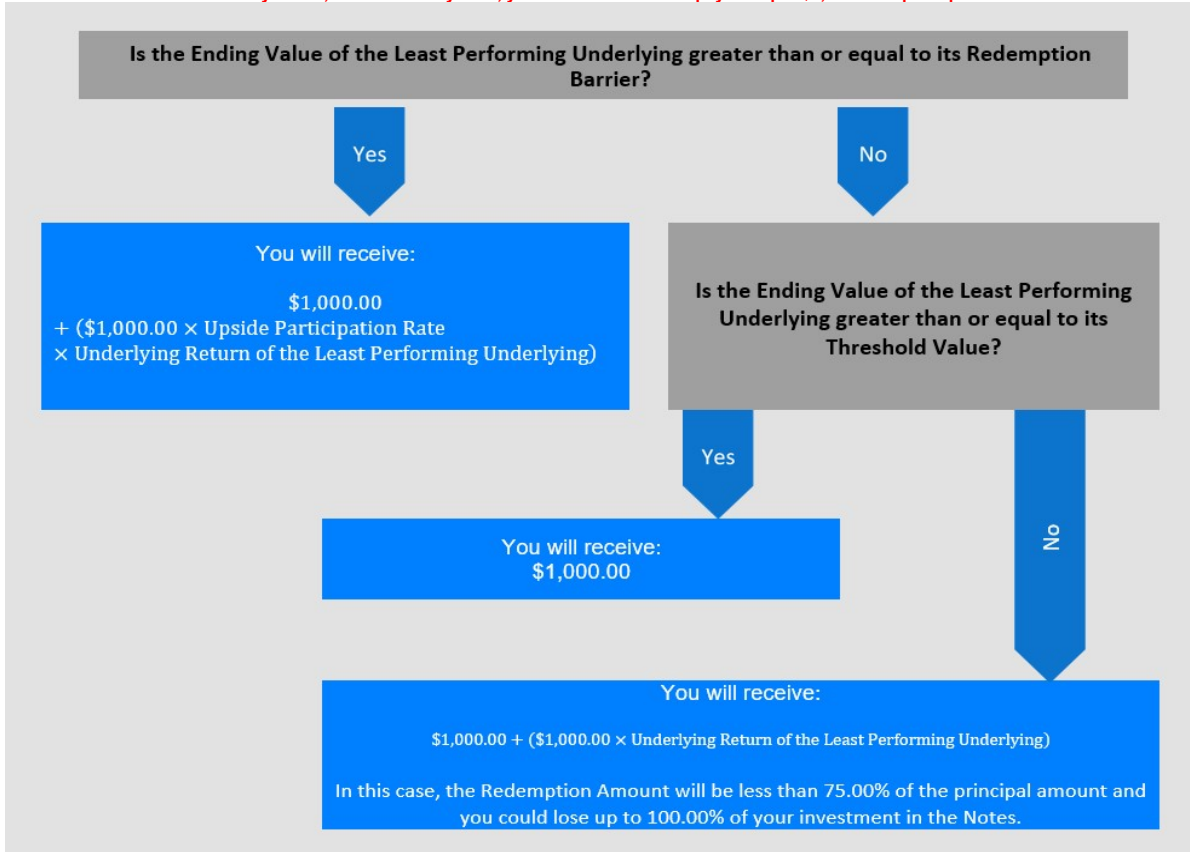 Is the Ending Value of the Least Performing Underlying greater than or equal to its Redemption
Barrier?
Yes
No
You will receive:
$1,000.00
+ ($1,000.00 × Upside Participation Rate
× Underlying Return of the Least Performing Underlying)
Is the Ending Value of the Least Performing
Underlying greater than or equal to its
Threshold Value?
Yes
No
You will receive:
$1,000.00
You will receive:
$1,000.00 + ($1,000.00 × Underlying Return of the Least Performing Underlying)
In this case, the Redemption Amount will be less than 75.00% of the principal amount and
you could lose up to 100.00% of your investment in the Notes.